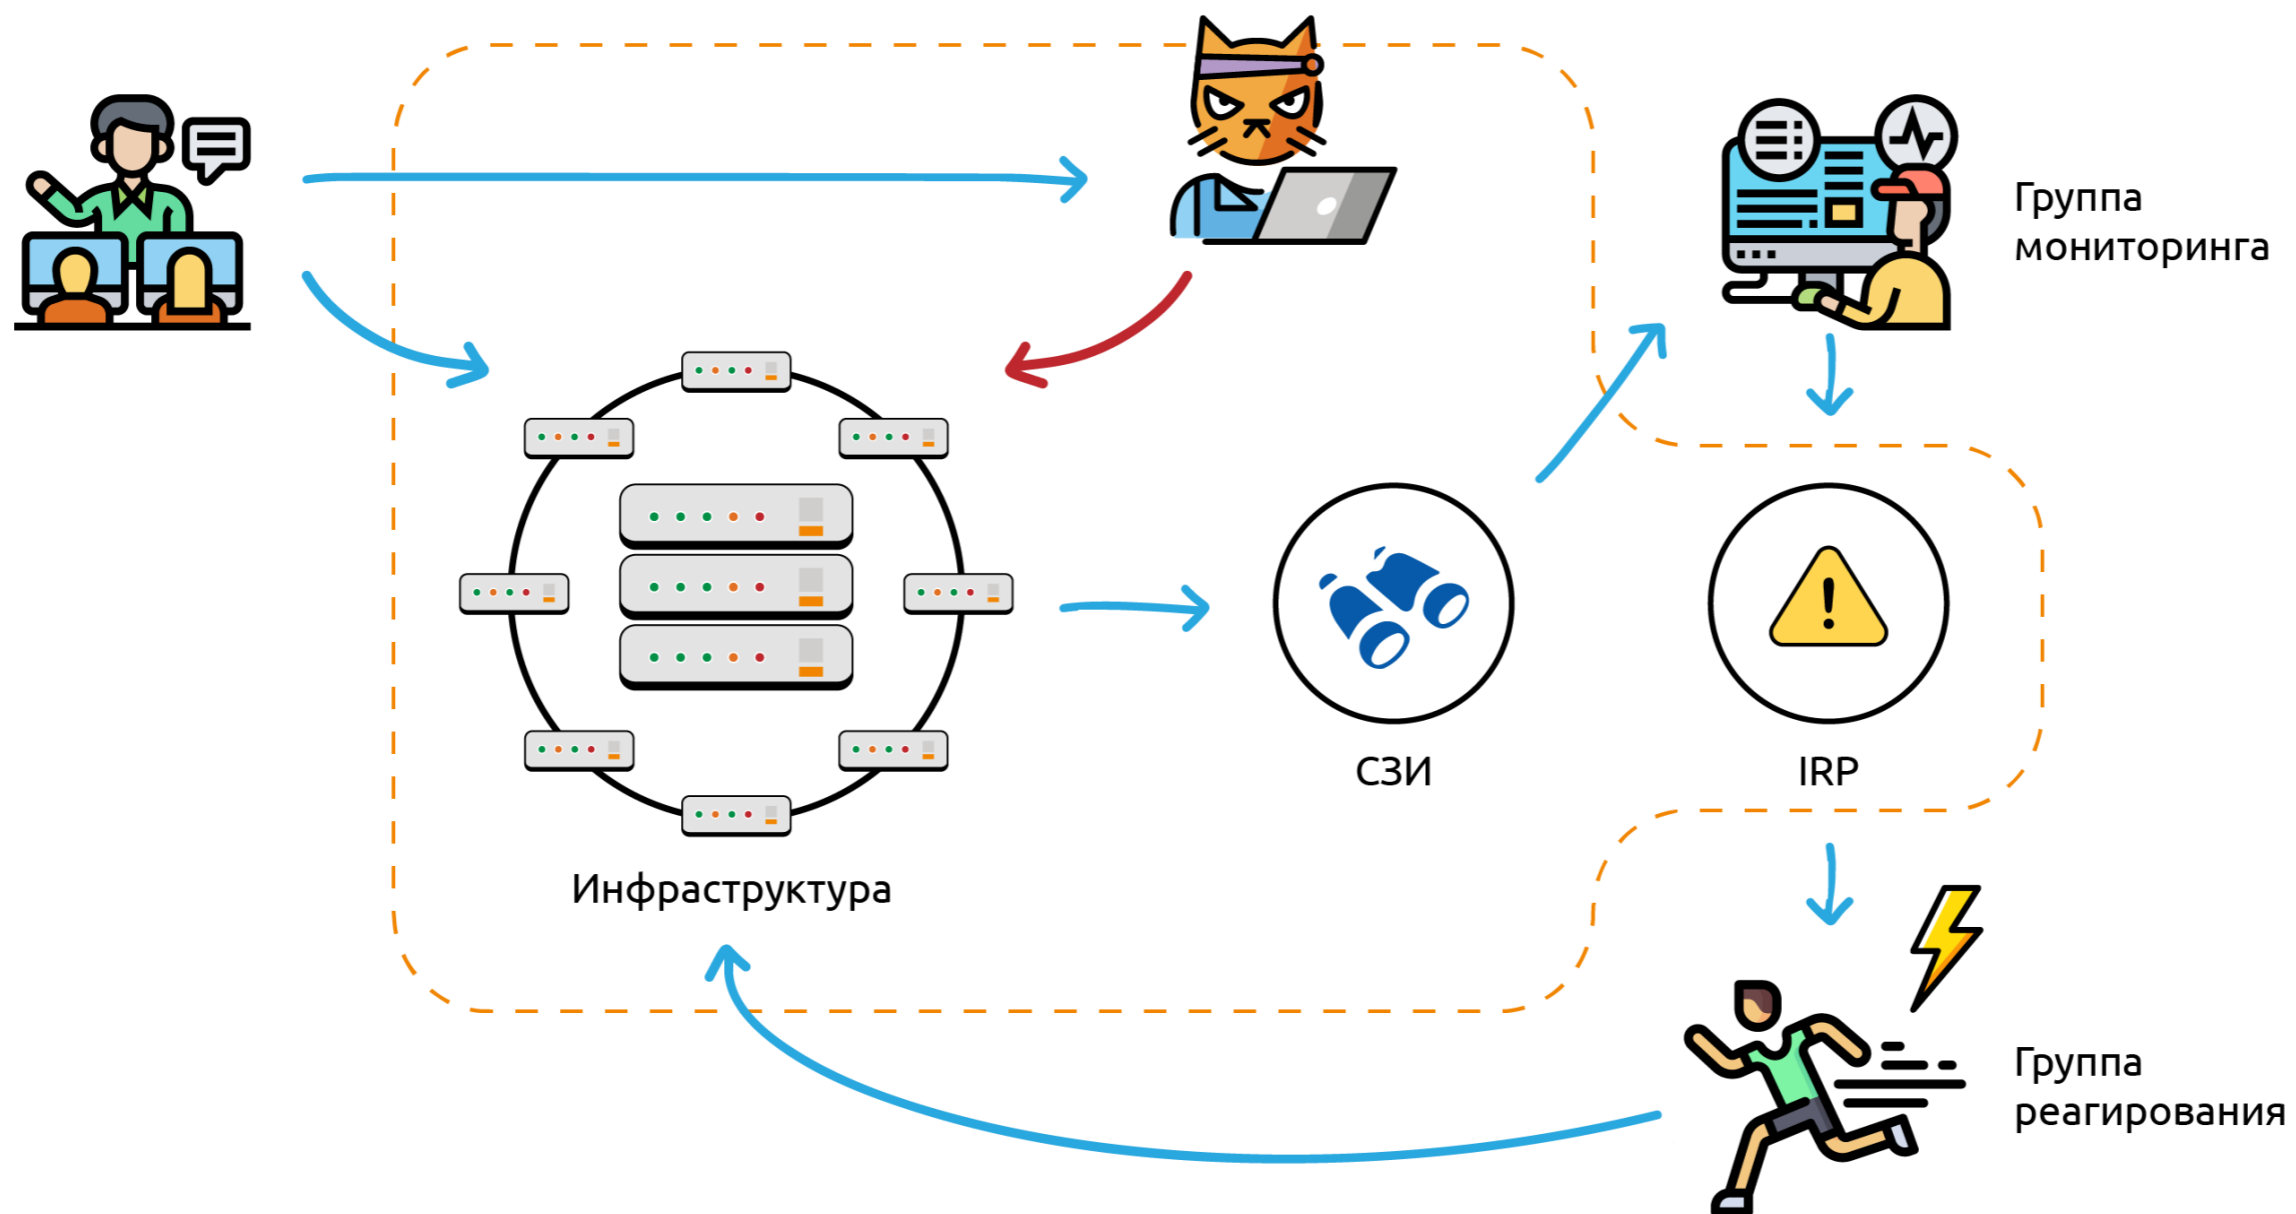 Группа
мониторинга
СЗИ
IRP
Инфраструктура
Группа
реагирования